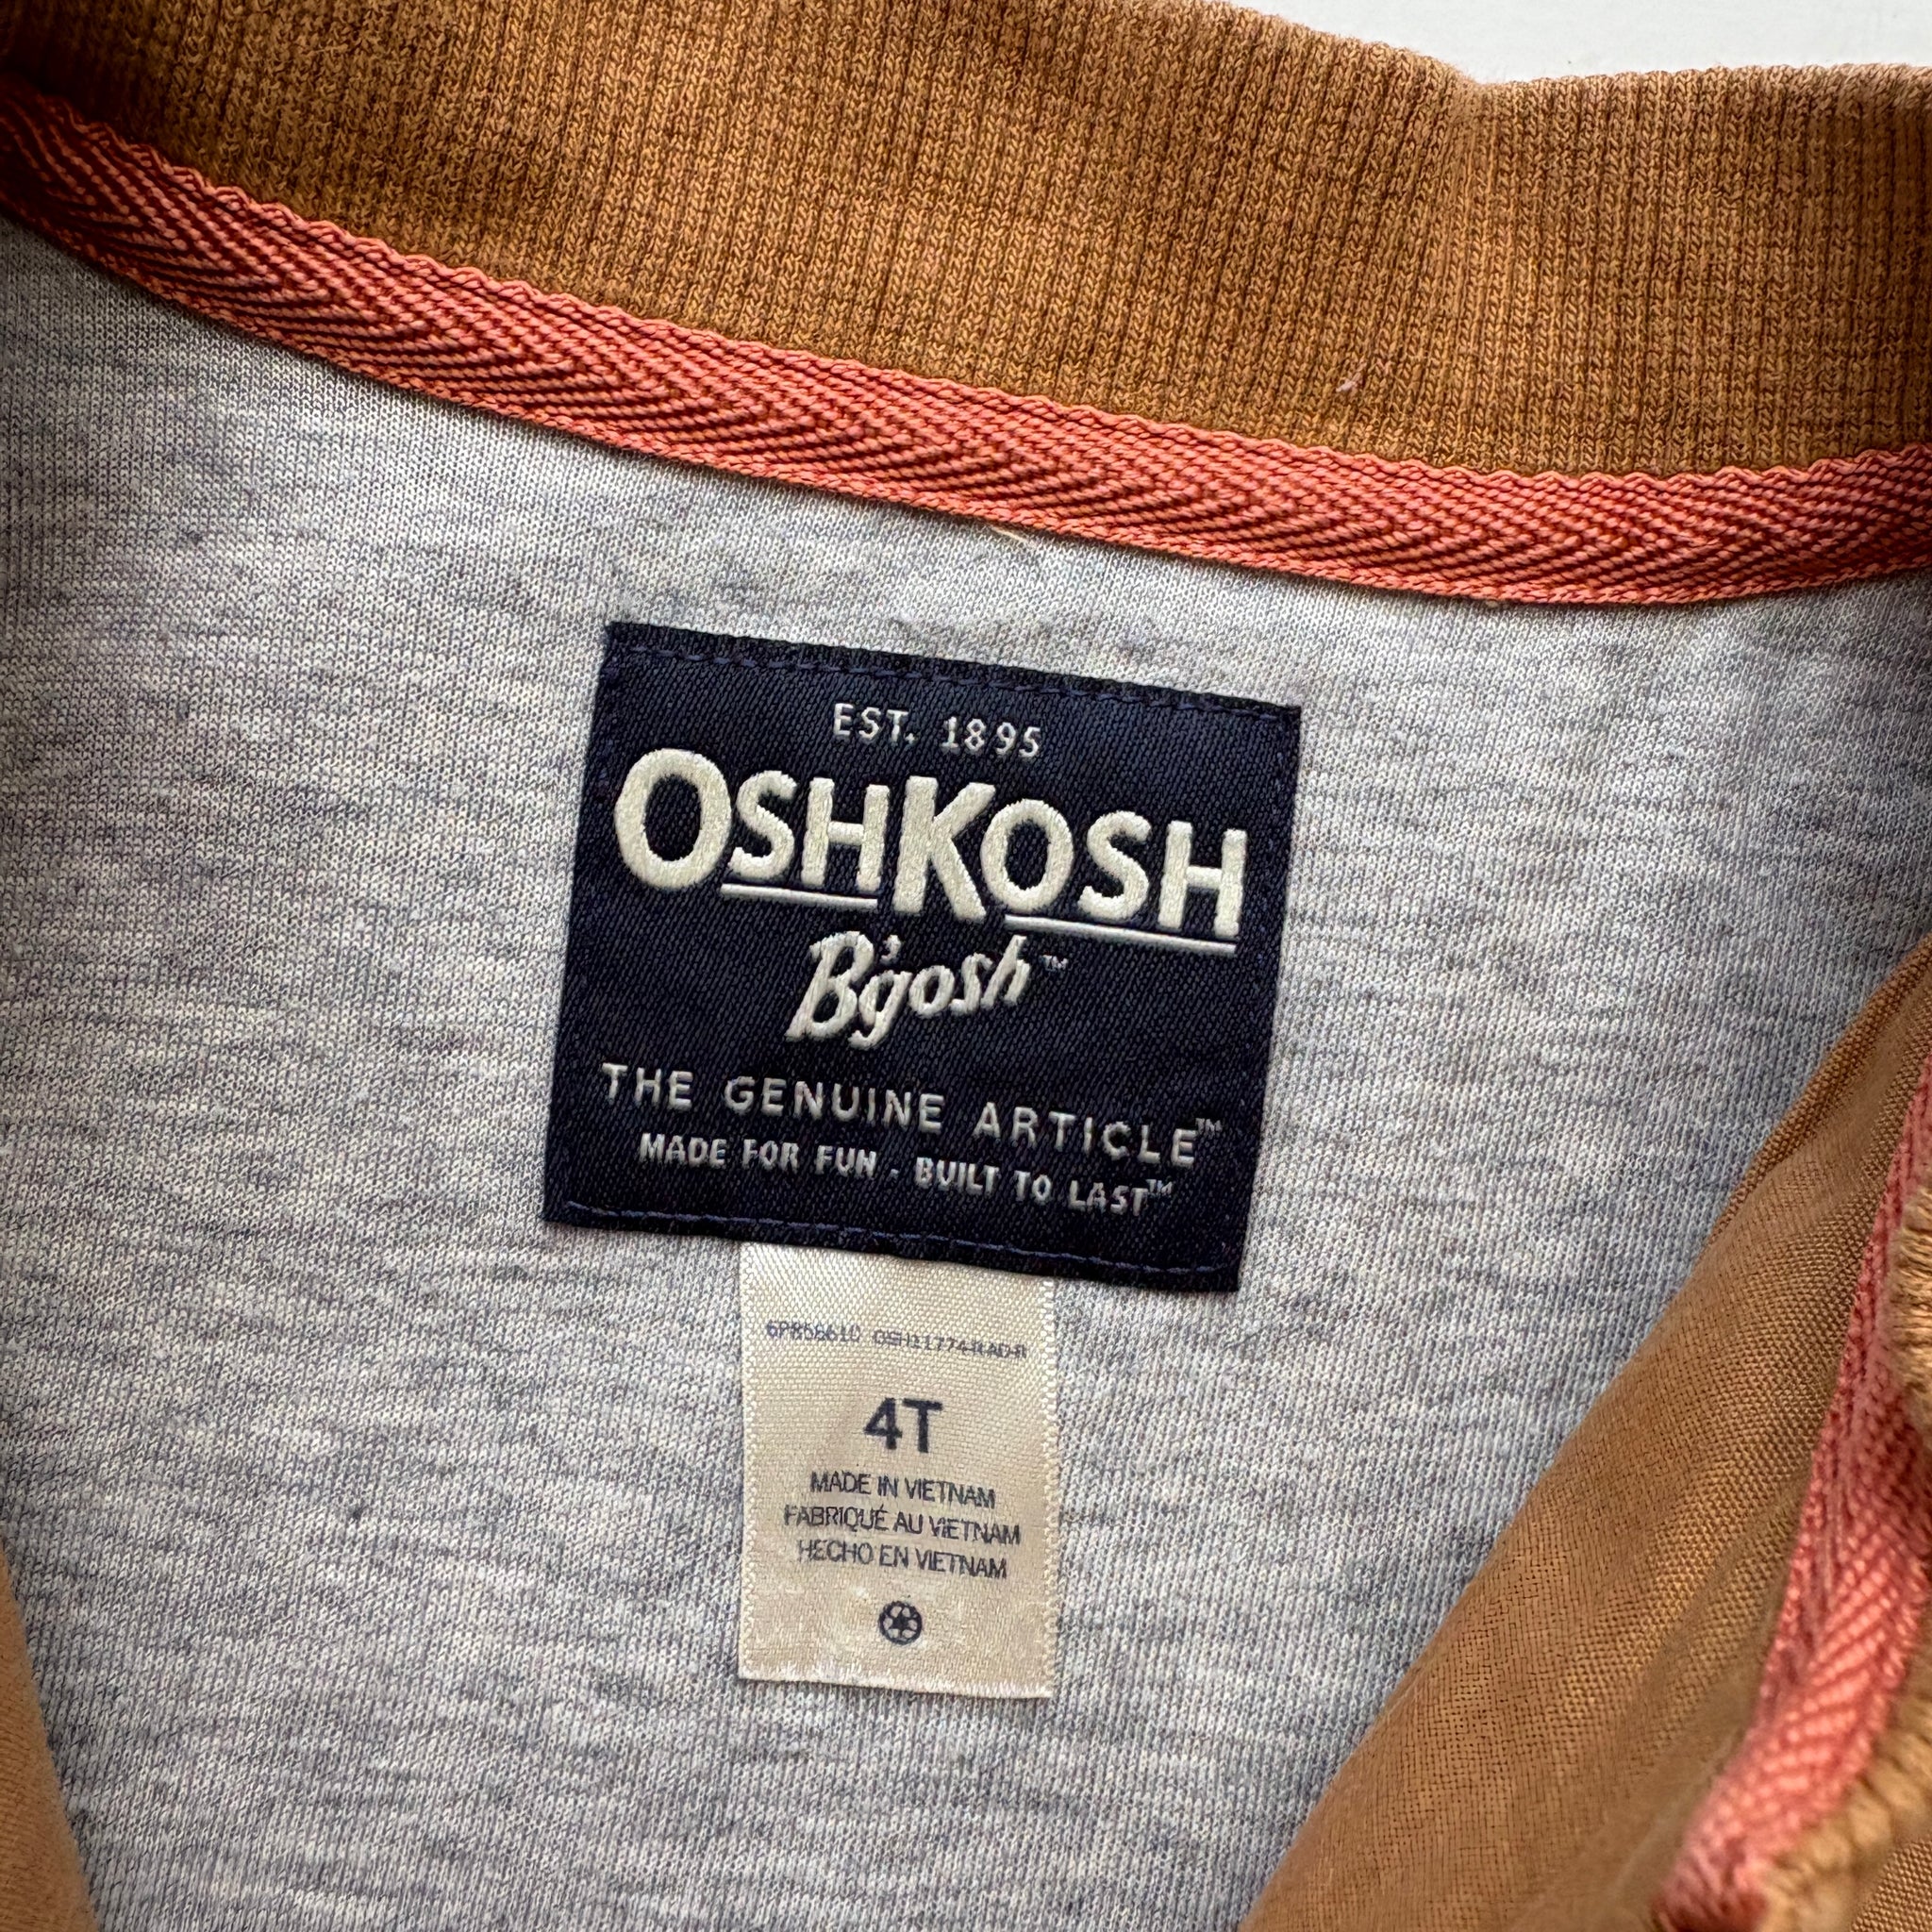 EST. 1895
OSHKOSH
B'gosh™
THE GENUINE ARTICLE™
MADE FOR FUN . BUILT TO LAST™
4T
MADE IN VIETNAM
FABRIQUÉ AU VIETNAM
HECHO EN VIETNAM